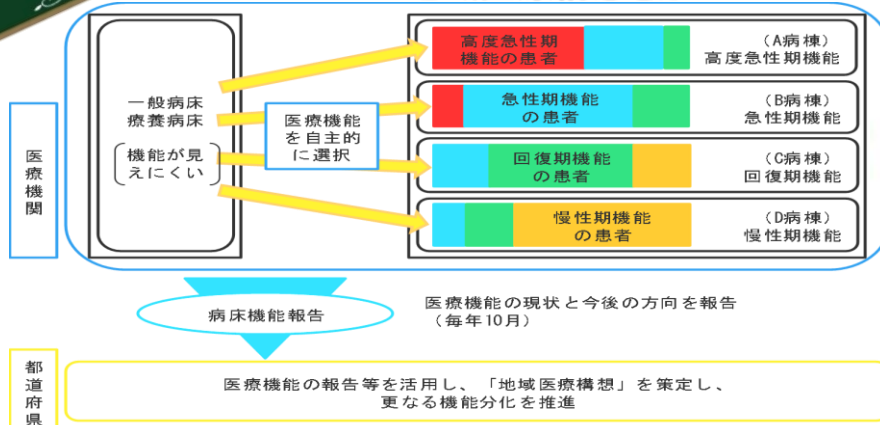 高度急性期
機能の患者
（A病棟）
高度急性期機能
一般病床
療養病床
機能が見
えにくい
医療機能
を自主的
に選択
急性期機能
の患者
（B病棟）
急性期機能
回復期機能
の患者
（C病棟）
回復期機能
慢性期機能
の患者
（D病棟）
慢性期機能
医療機関
病床機能報告
医療機能の現状と今後の方向を報告
（毎年10月）
都道府県
医療機能の報告等を活用し、「地域医療構想」を策定し、
更なる機能分化を推進